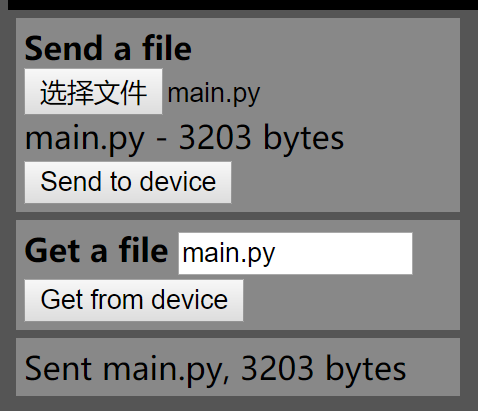 Send a file
选择文件 main.py
main.py - 3203 bytes
Send to device
Get a file main.py
Get from device
Sent main.py, 3203 bytes